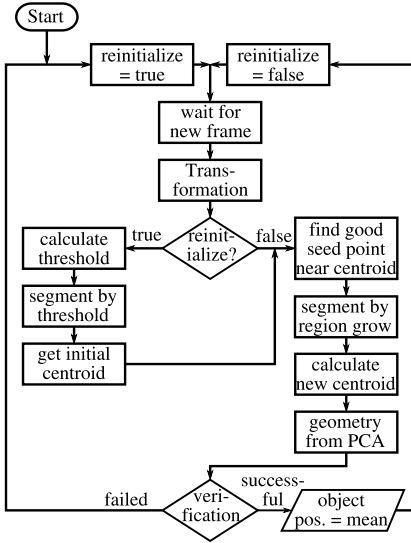 Start
reinitialize
= true
reinitialize
= false
wait for
new frame
Trans-
formation
reinit-
ialize?
true
false
calculate
threshold
segment by
threshold
get initial
centroid
find good
seed point
near centroid
segment by
region grow
calculate
new centroid
geometry
from PCA
veri-
fication
failed
success-
ful
object
pos. = mean